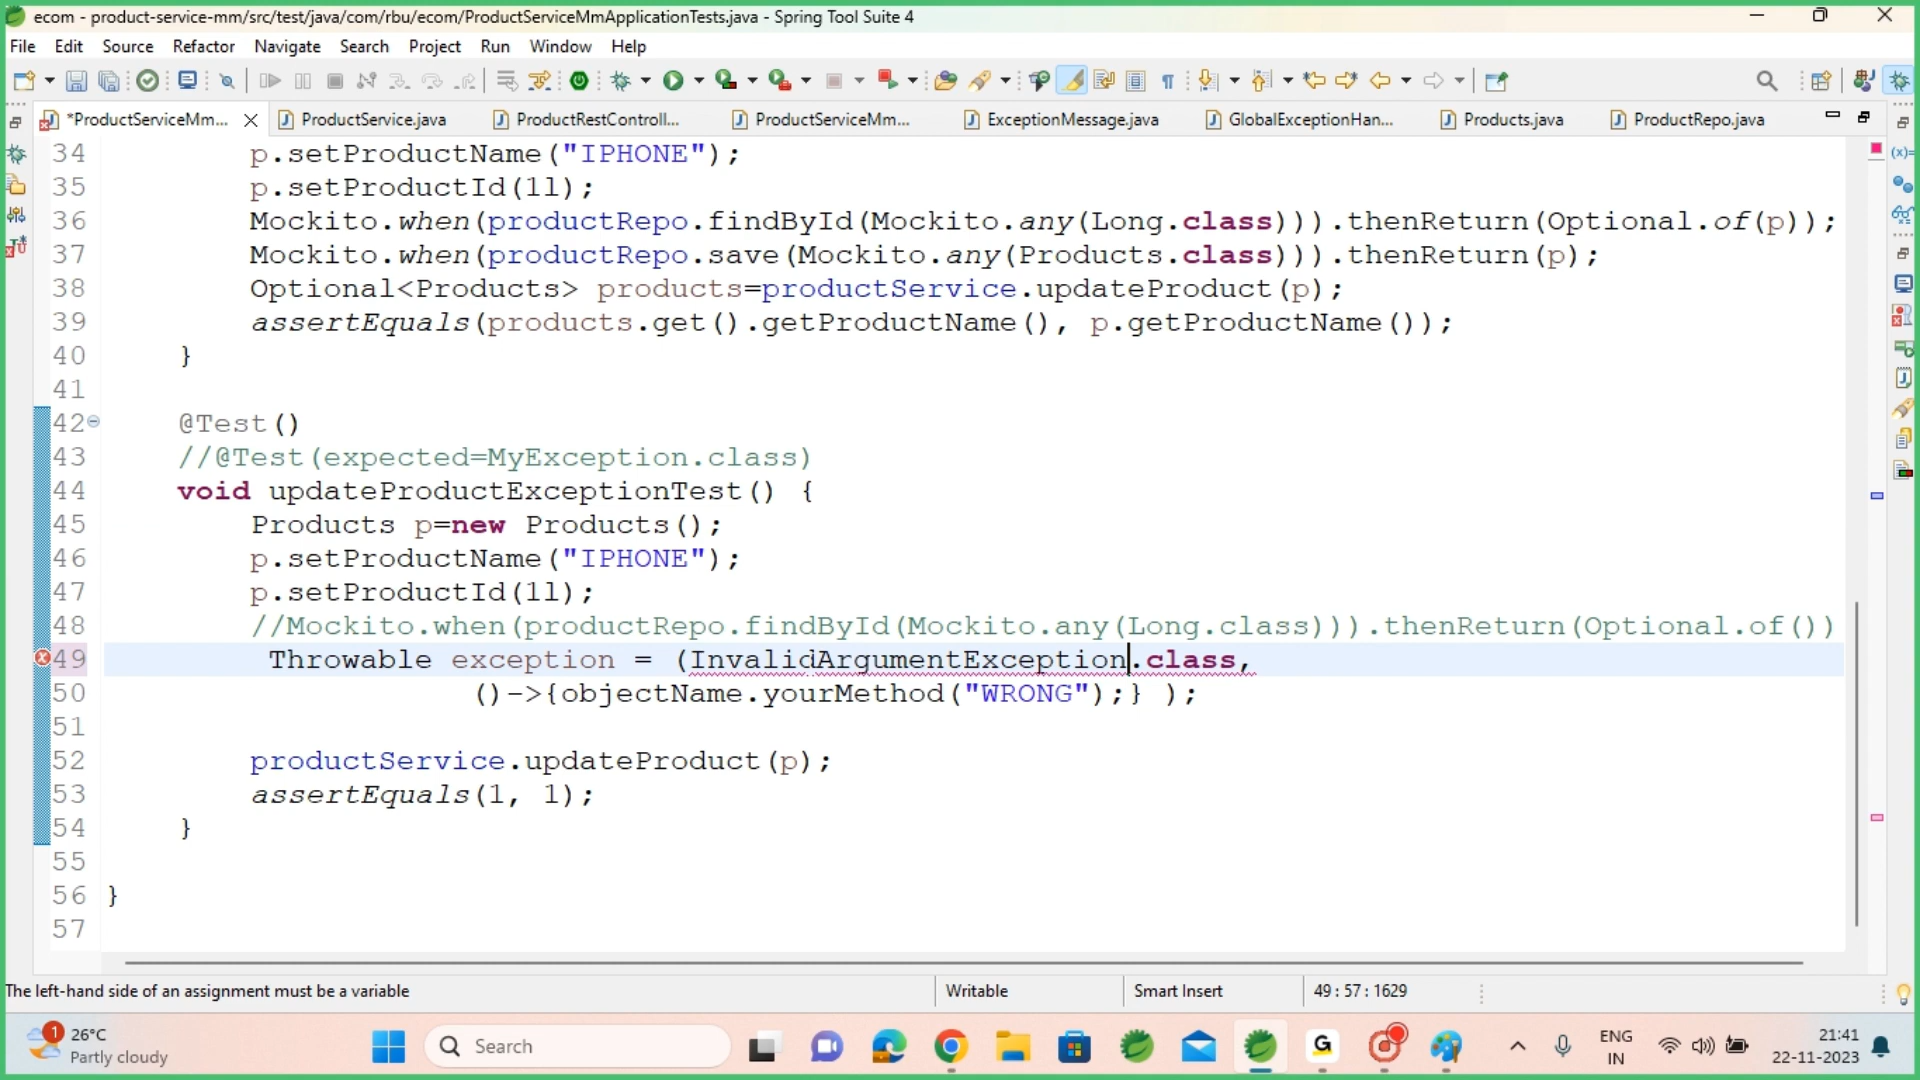 ecom - product-service-mm/src/test/java/com/rbu/ecom/ProductServiceMmApplicationTests.java - Spring Tool Suite 4
File Edit Source Refactor Navigate Search Project Run Window Help
*ProductServiceMm... ProductService.java ProductRestControll... ProductServiceMm... ExceptionMessage.java GlobalExceptionHan... Products.java ProductRepo.java
34 p.setProductName("IPHONE");
35 p.setProductId(1l);
36 Mockito.when(productRepo.findById(Mockito.any(Long.class))).thenReturn(Optional.of(p));
37 Mockito.when(productRepo.save(Mockito.any(Products.class))).thenReturn(p);
38 Optional<Products> products=productService.updateProduct(p);
39 assertEquals(products.get().getProductName(), p.getProductName());
40 }
41
42 @Test()
43 //@Test(expected=MyException.class)
44 void updateProductExceptionTest() {
45 Products p=new Products();
46 p.setProductName("IPHONE");
47 p.setProductId(1l);
48 //Mockito.when(productRepo.findById(Mockito.any(Long.class))).thenReturn(Optional.of())
49 Throwable exception = (InvalidArgumentException.class,
50 ()->{objectName.yourMethod("WRONG");} );
51
52 productService.updateProduct(p);
53 assertEquals(1, 1);
54 }
55
56 }
57
The left-hand side of an assignment must be a variable Writable Smart Insert 49 : 57 : 1629
1 26°C
Partly cloudy
Search
ENG
IN
21:41
22-11-2023